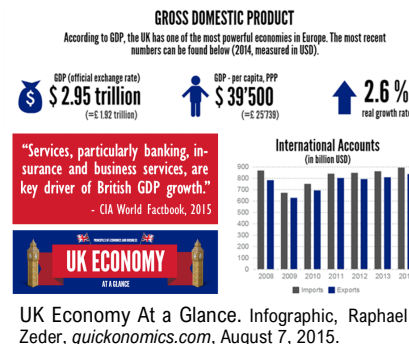 GROSS DOMESTIC PRODUCT
According to GDP, the UK has one of the most powerful economies in Europe. The most recent
numbers can be found below (2014, measured in USD).
GDP (official exchange rate)
$ 2.95 trillion
(=£ 1.92 trillion)
GDP - per capita, PPP
$ 39'500
(=£ 25'739)
2.6 %
real growth rat
"Services, particularly banking, in-
surance and business services, are
key driver of British GDP growth."
- CIA World Factbook, 2015
PRINCIPLES OF ECONOMICS AND BUSINESS
UK ECONOMY
AT A GLANCE
International Accounts
(in billion USD)
900
800
700
600
500
400
300
200
100
0
2008 2009 2010 2011 2012 2013 201
Imports Exports
UK Economy At a Glance. Infographic, Raphael
Zeder, quickonomics.com, August 7, 2015.